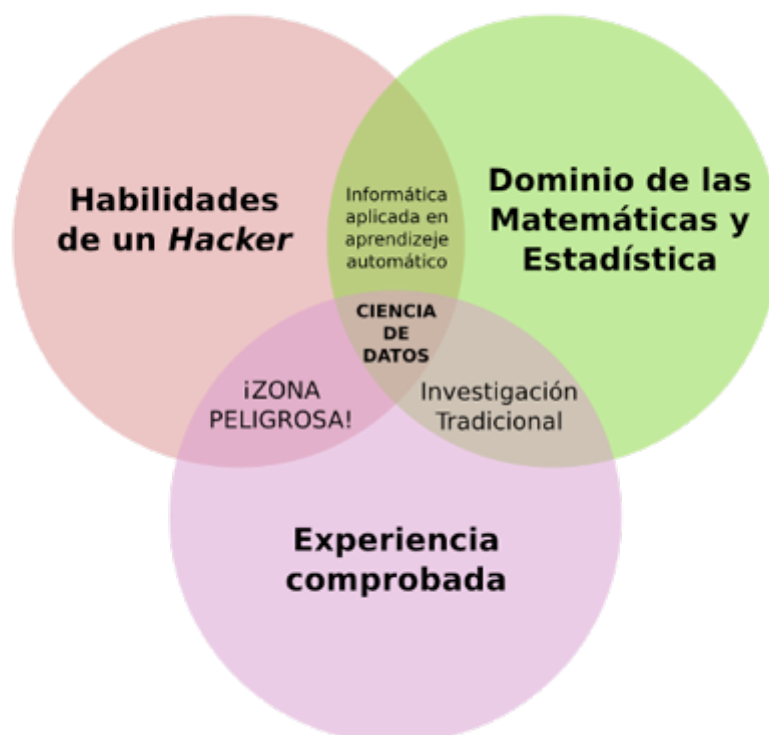 Habilidades
de un Hacker
Informática
aplicada en
aprendizeje
automático
Dominio de las
Matemáticas y
Estadística
CIENCIA
DE
DATOS
¡ZONA
PELIGROSA!
Investigación
Tradicional
Experiencia
comprobada